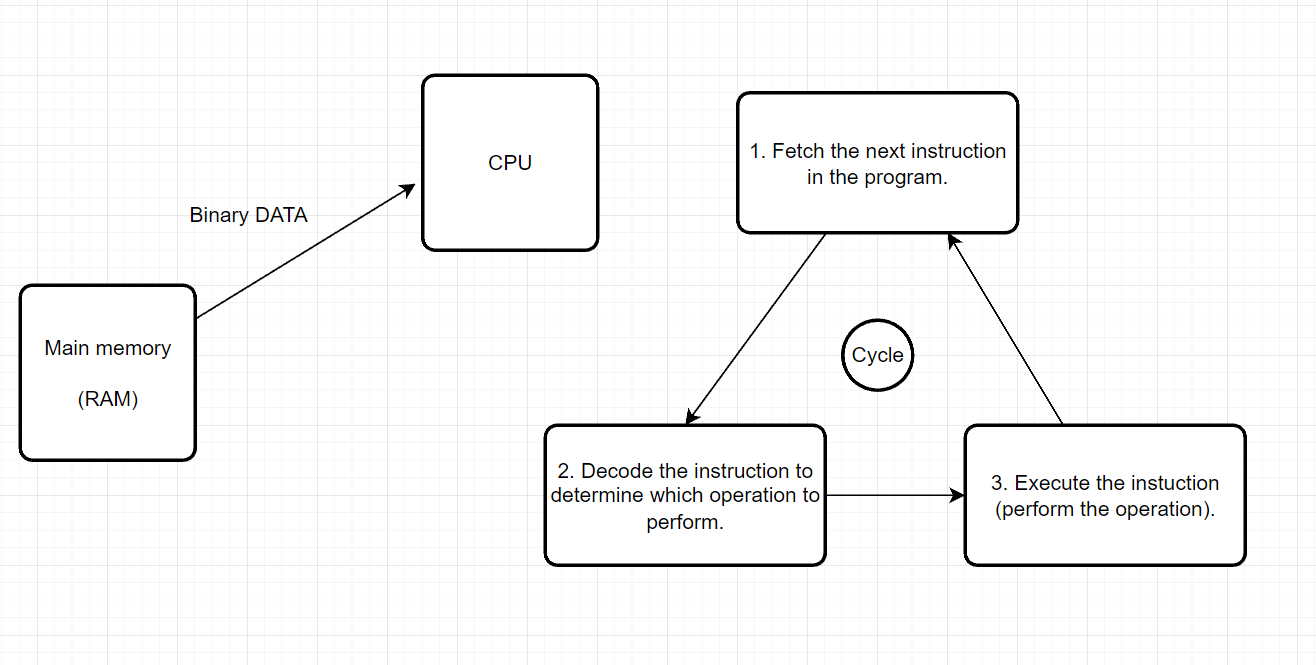 CPU
1. Fetch the next instruction
in the program.
Binary DATA
Main memory
(RAM)
Cycle
2. Decode the instruction to
determine which operation to
perform.
3. Execute the instuction
(perform the operation).